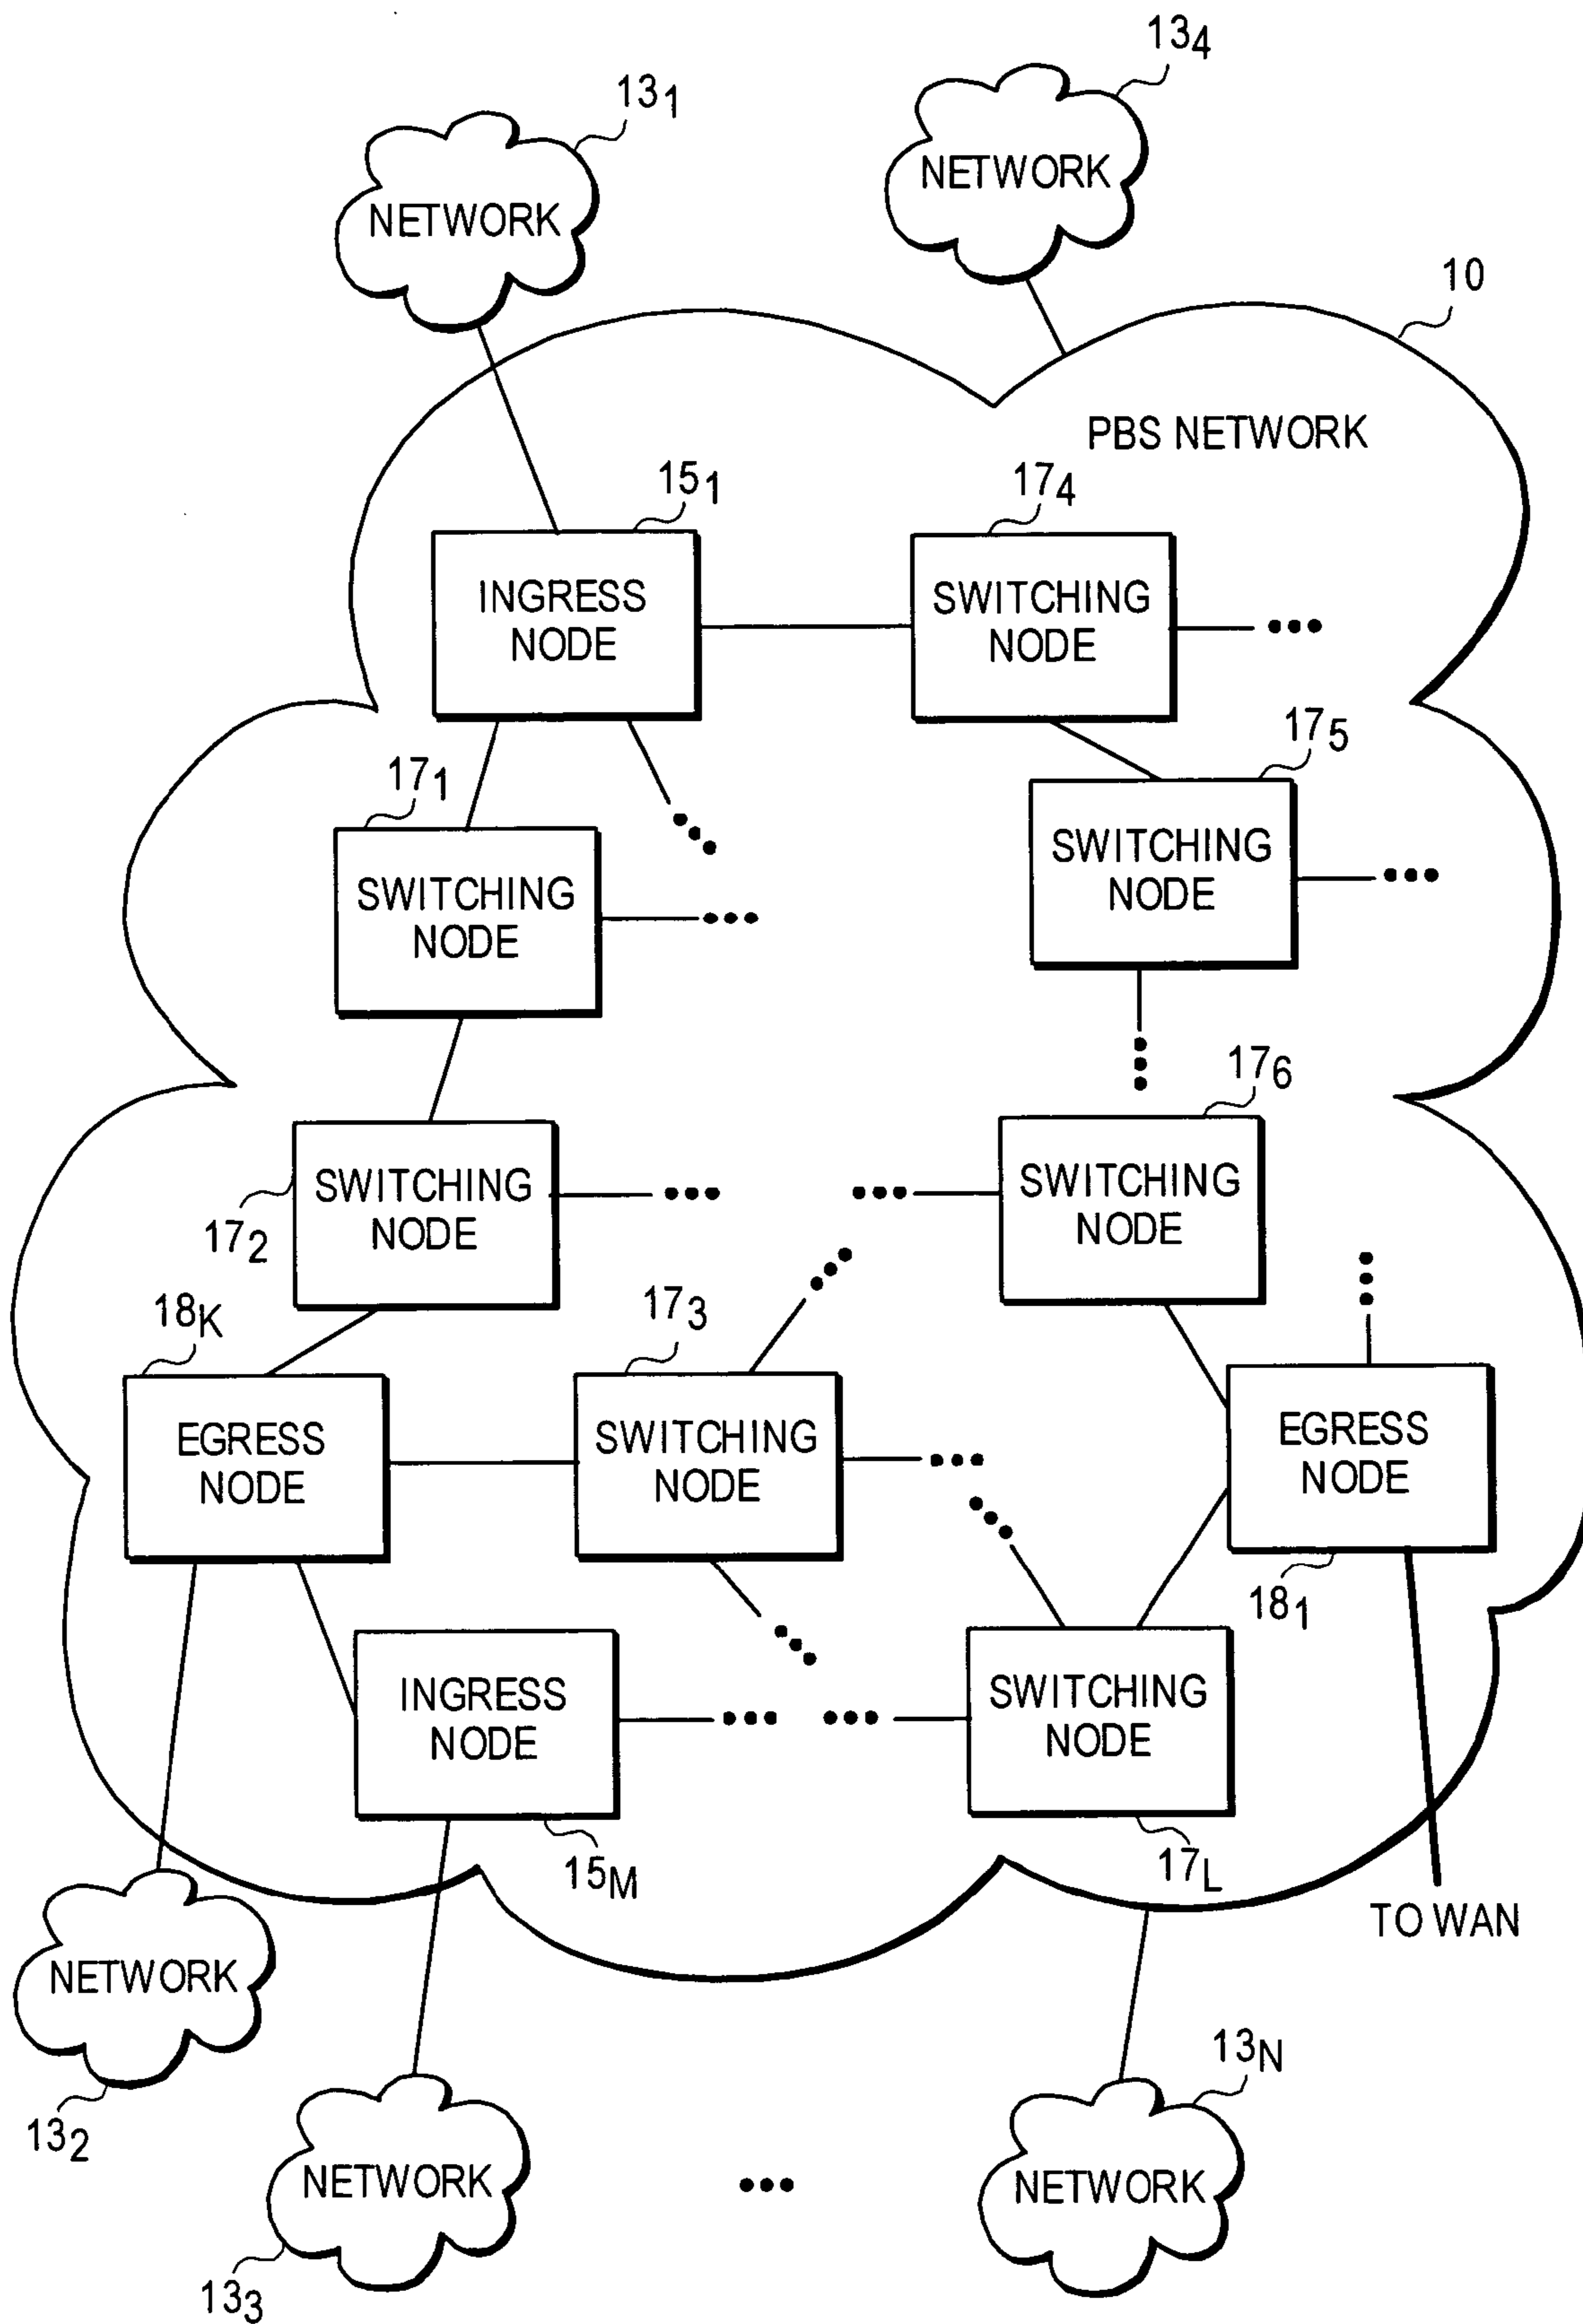 13₄
13₁
NETWORK
NETWORK
10
PBS NETWORK
15₁
17₄
INGRESS
NODE
SWITCHING
NODE
17₅
17₁
SWITCHING
NODE
SWITCHING
NODE
17₆
SWITCHING
NODE
SWITCHING
NODE
17₂
18K
17₃
EGRESS
NODE
SWITCHING
NODE
EGRESS
NODE
18₁
INGRESS
NODE
SWITCHING
NODE
15M
17L
TO WAN
NETWORK
13₂
13N
NETWORK
NETWORK
13₃